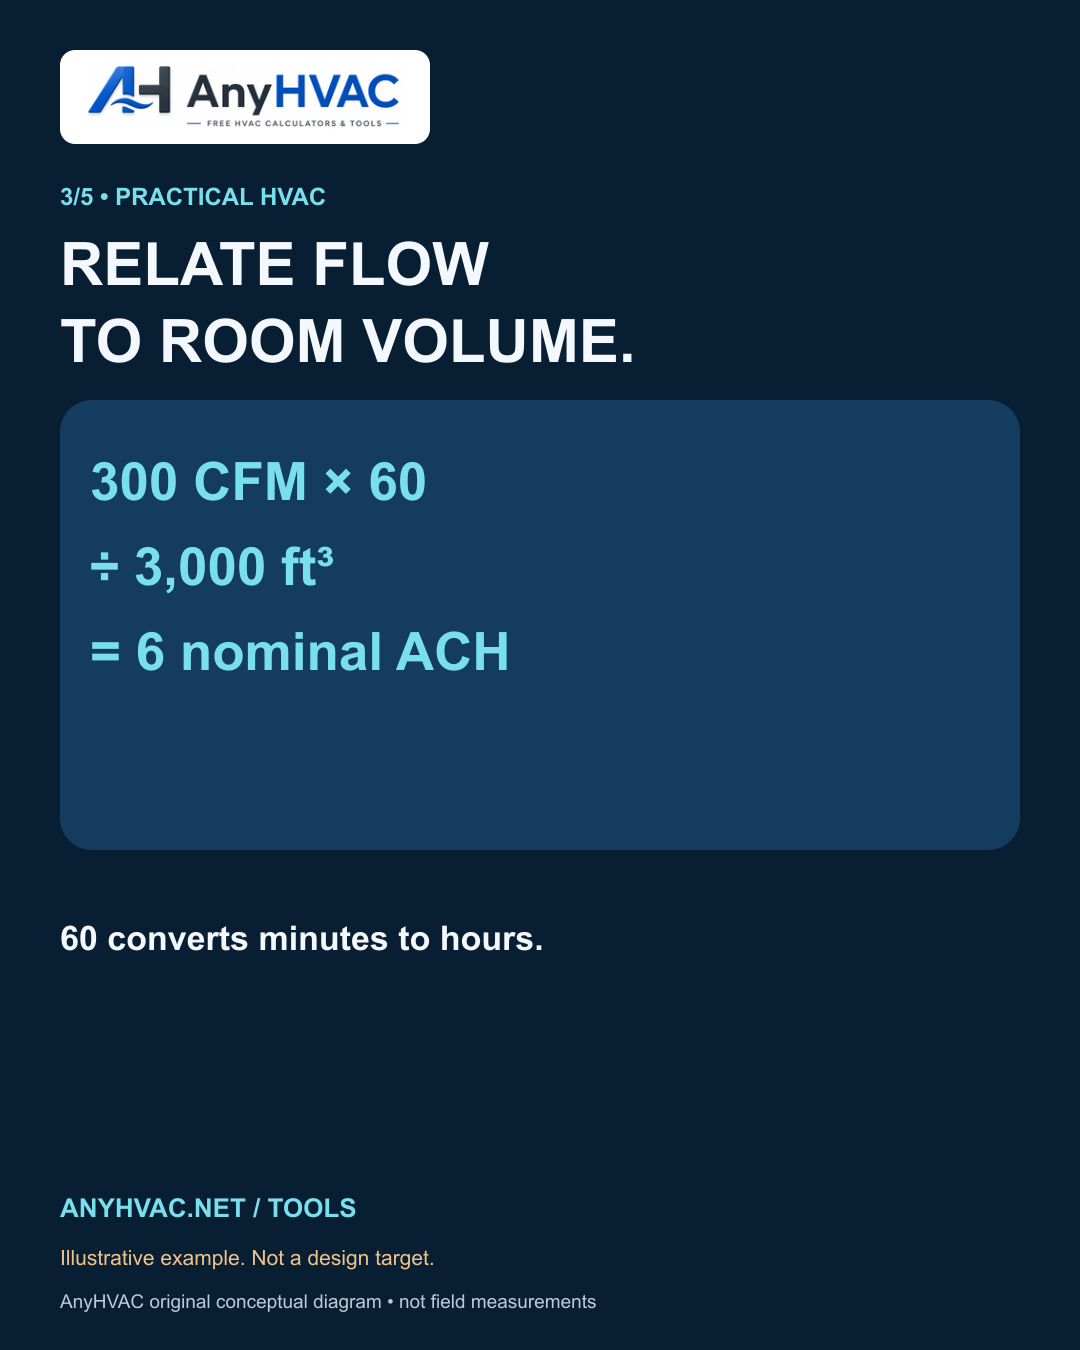 AH AnyHVAC
FREE HVAC CALCULATORS & TOOLS
3/5 • PRACTICAL HVAC
RELATE FLOW
TO ROOM VOLUME.
300 CFM × 60
÷ 3,000 ft³
= 6 nominal ACH
60 converts minutes to hours.
ANYHVAC.NET / TOOLS
Illustrative example. Not a design target.
AnyHVAC original conceptual diagram • not field measurements